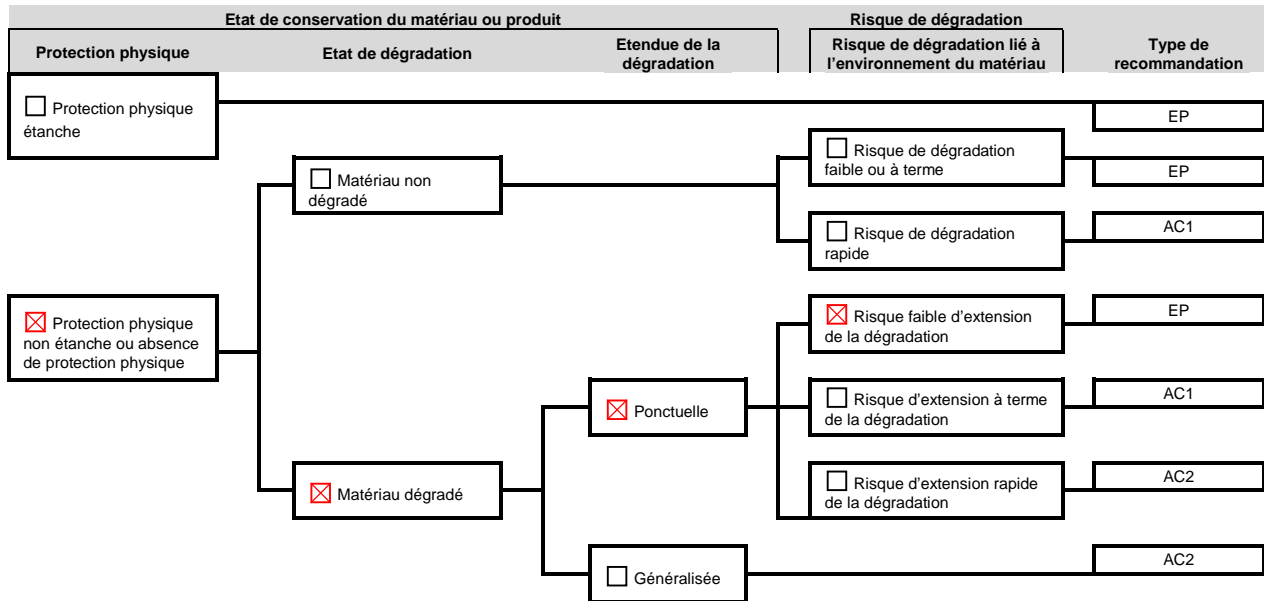 Etat de conservation du matériau ou produit
Risque de dégradation
Protection physique
Etat de dégradation
Etendue de la
dégradation
Risque de dégradation lié à
l'environnement du matériau
Type de
recommandation
Protection physique
étanche
EP
Matériau non
dégradé
Risque de dégradation
faible ou à terme
EP
Risque de dégradation
rapide
AC1
Protection physique
non étanche ou absence
de protection physique
Risque faible d'extension
de la dégradation
EP
Ponctuelle
Risque d'extension à terme
de la dégradation
AC1
Matériau dégradé
Risque d'extension rapide
de la dégradation
AC2
Généralisée
AC2